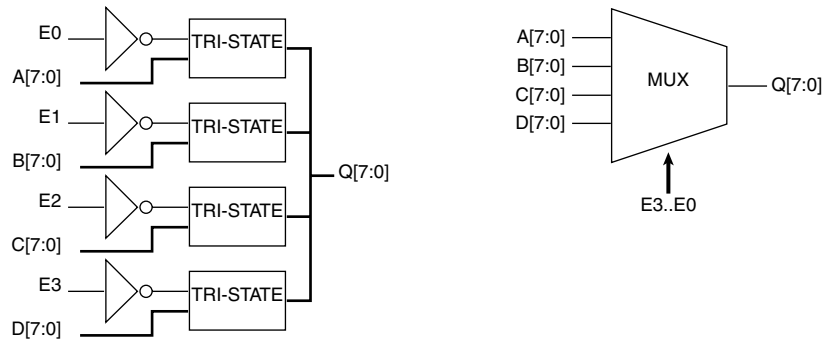 E0
TRI-STATE
A[7:0]
E1
TRI-STATE
B[7:0]
Q[7:0]
E2
TRI-STATE
C[7:0]
E3
TRI-STATE
D[7:0]
A[7:0]
B[7:0]
C[7:0]
D[7:0]
MUX
Q[7:0]
E3..E0